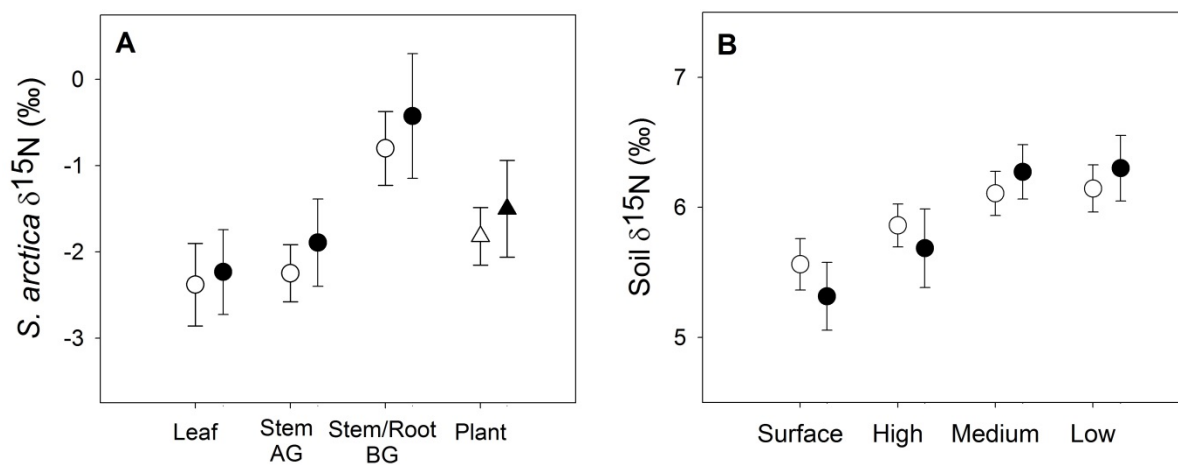 A
S. arctica δ15N (‰)
0
-1
-2
-3
Leaf
Stem
AG
Stem/Root
BG
Plant
B
Soil δ15N (‰)
7
6
5
Surface
High
Medium
Low